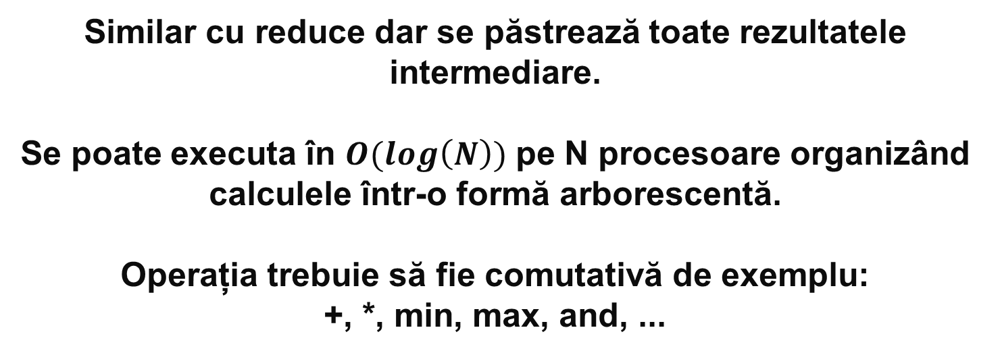 Similar cu reduce dar se păstrează toate rezultatele
intermediare.
Se poate executa în O(log(N)) pe N procesoare organizând
calculele într-o formă arborescentă.
Operația trebuie să fie comutativă de exemplu:
+, *, min, max, and, ...